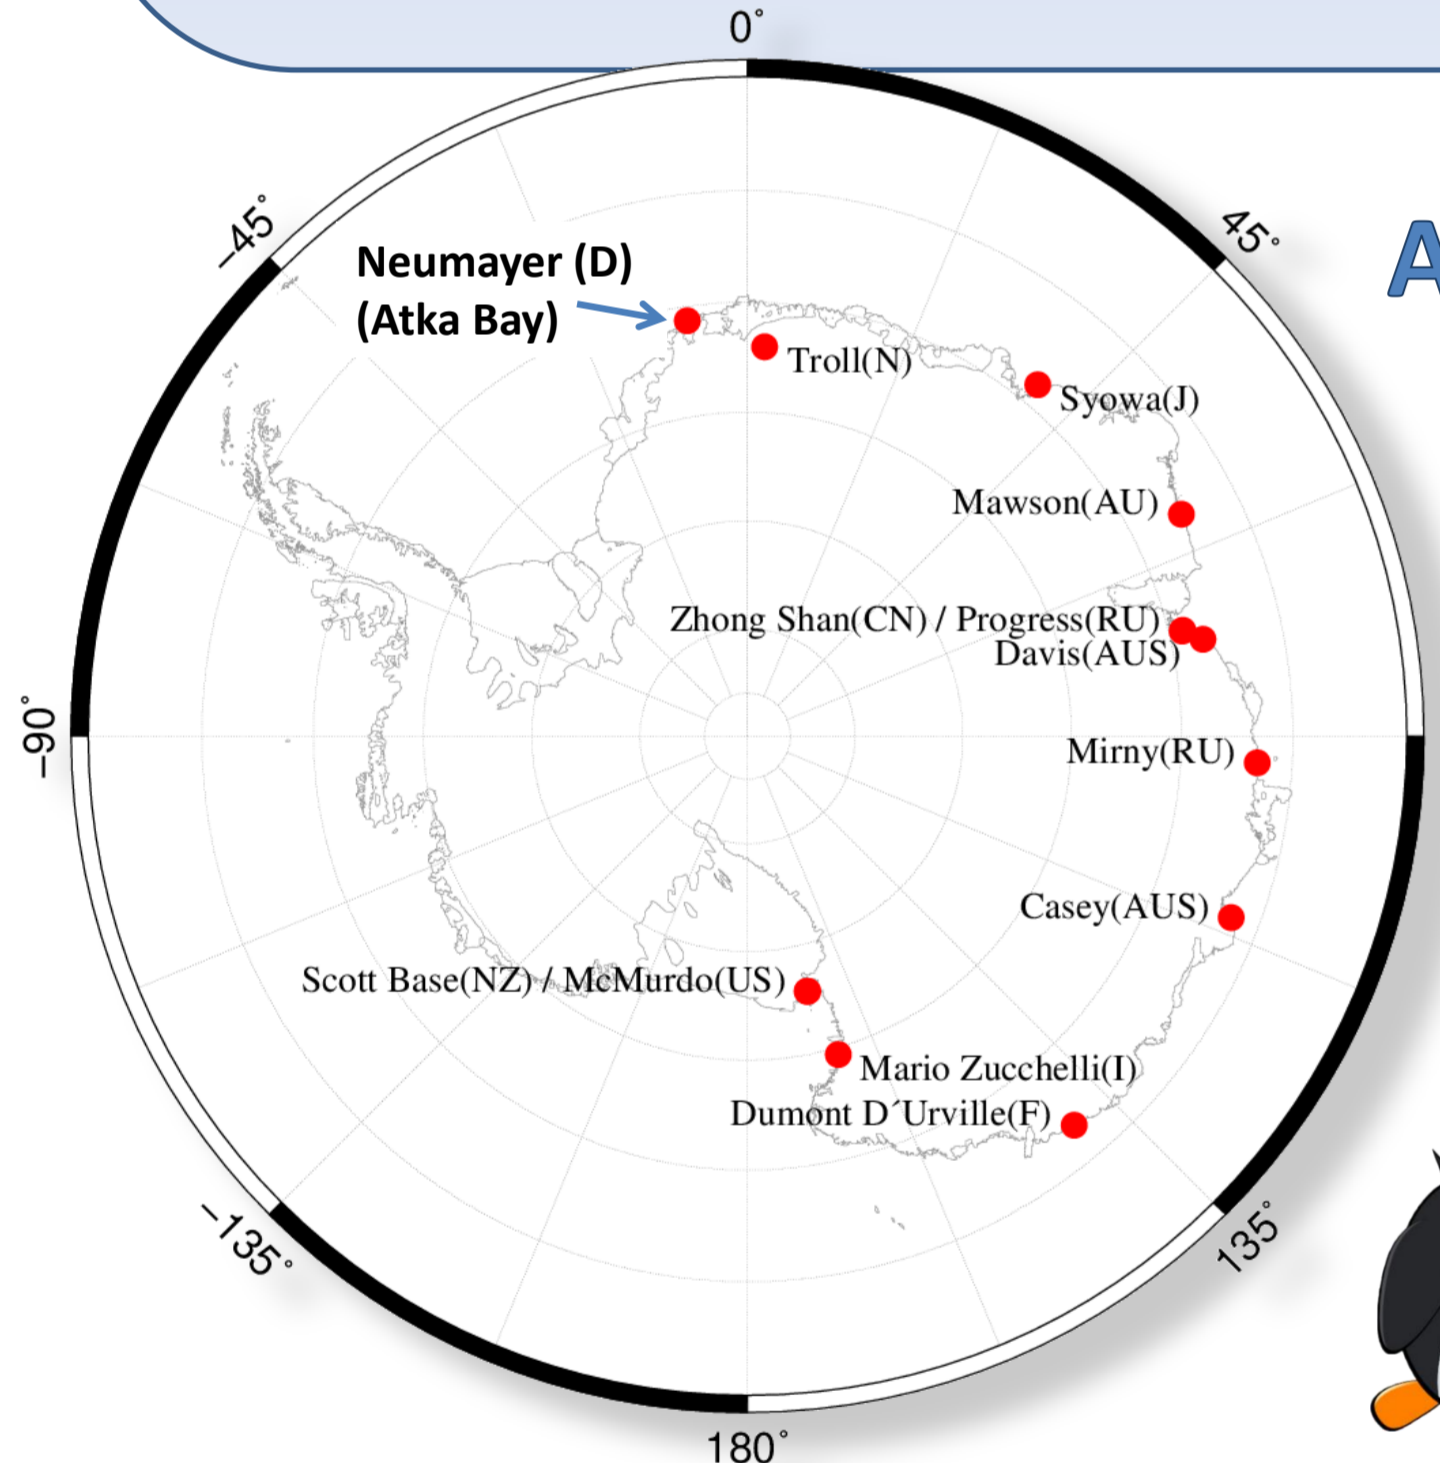 0°
−45°
45°
Neumayer (D)
(Atka Bay)
A
Troll(N)
Syowa(J)
Mawson(AU)
Zhong Shan(CN) / Progress(RU)
Davis(AUS)
−90°
Mirny(RU)
Casey(AUS)
Scott Base(NZ) / McMurdo(US)
Mario Zucchelli(I)
Dumont D´Urville(F)
−135°
135°
180°